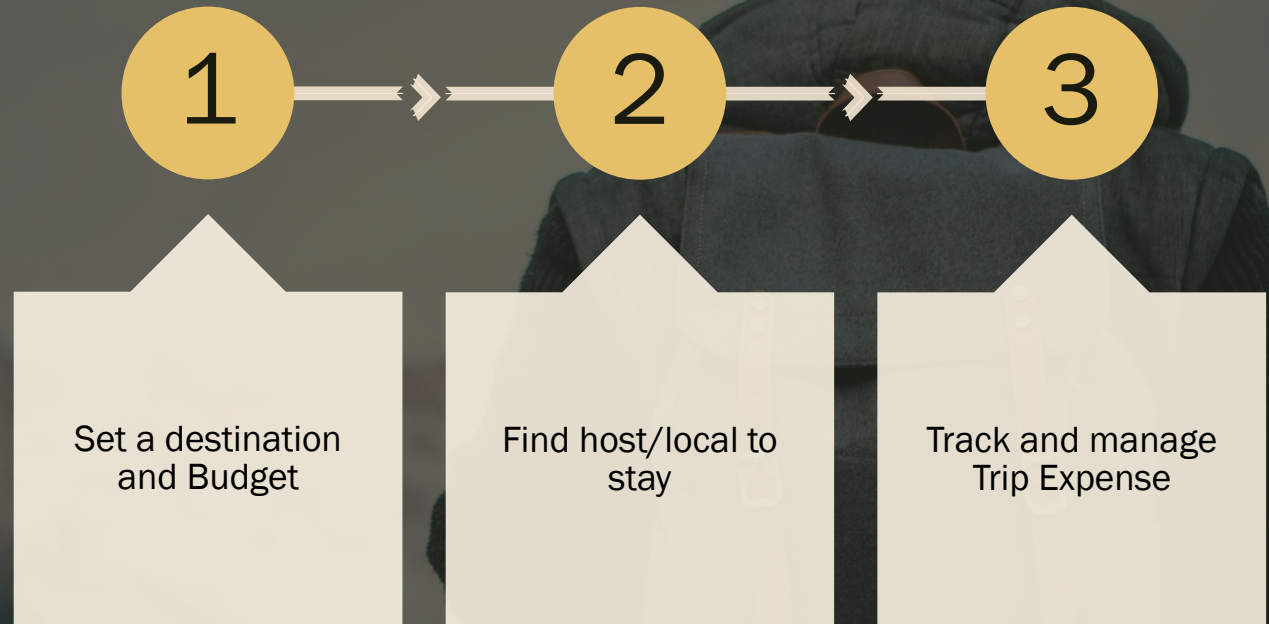 1
2
3
Set a destination
and Budget
Find host/local to
stay
Track and manage
Trip Expense